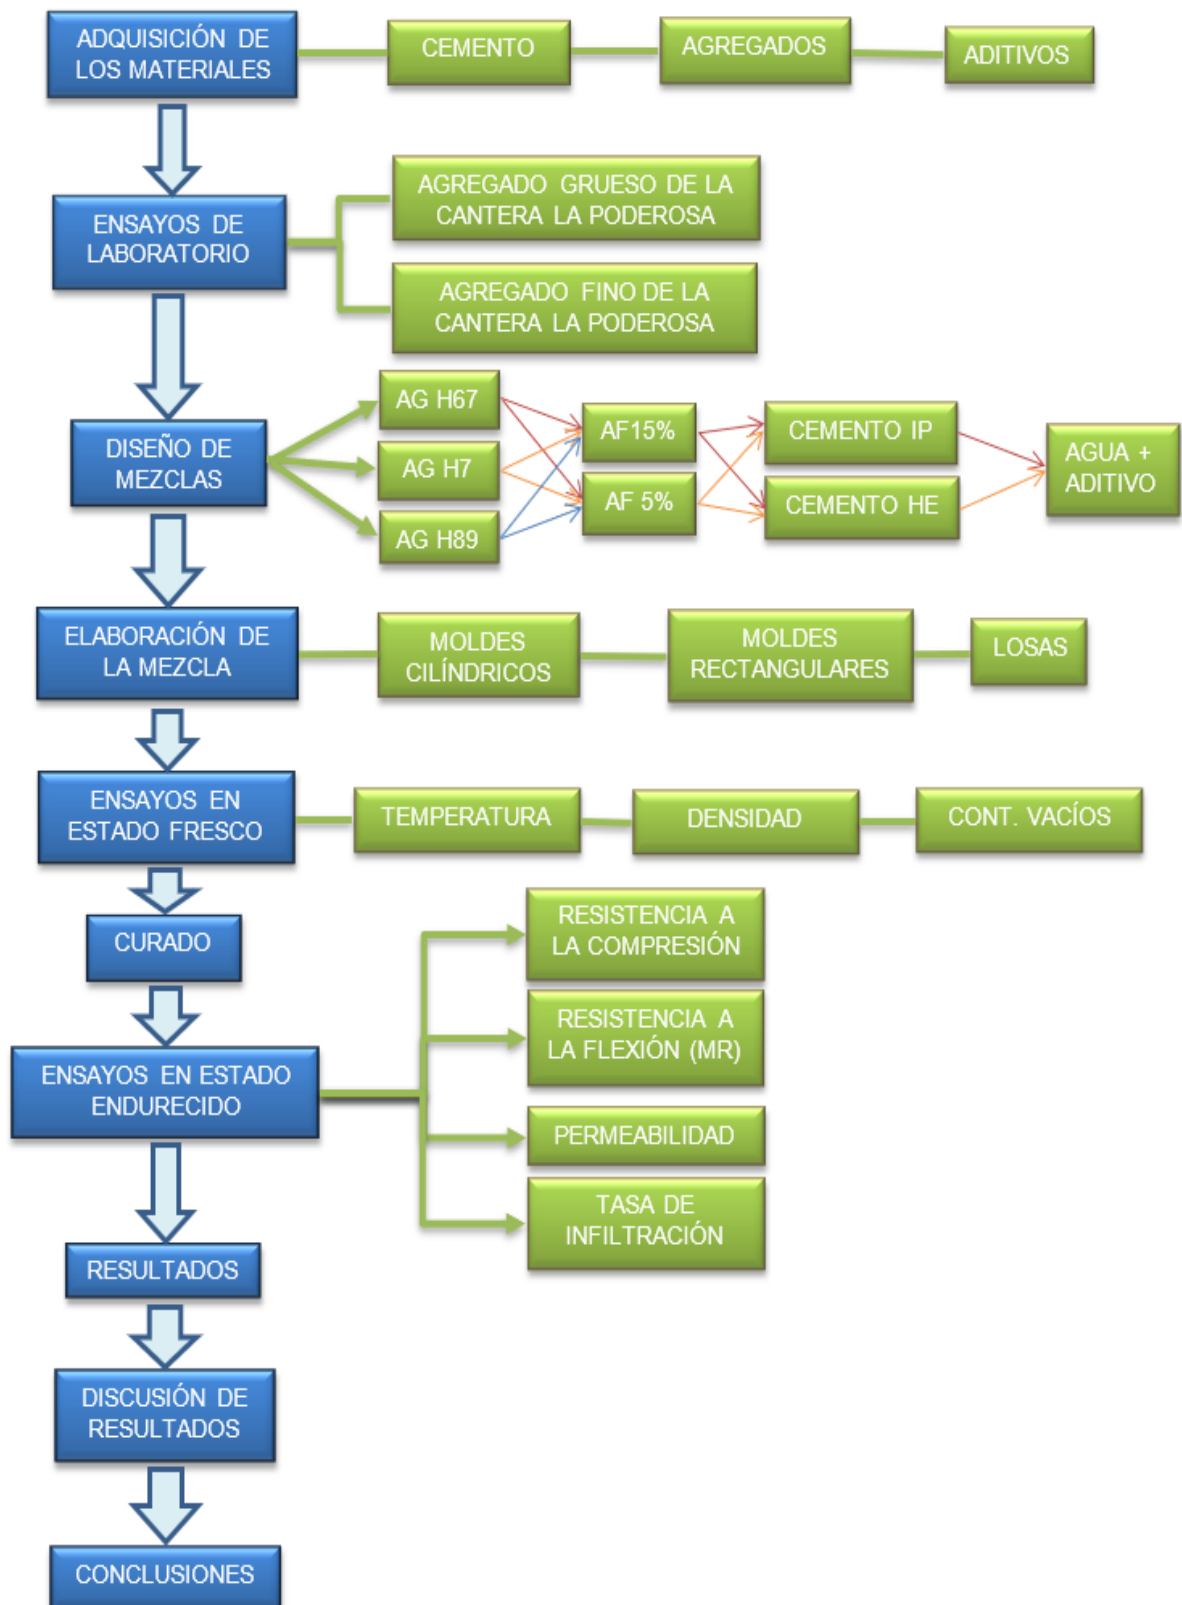 ADQUISICIÓN DE
LOS MATERIALES
CEMENTO
AGREGADOS
ADITIVOS
ENSAYOS DE
LABORATORIO
AGREGADO GRUESO DE LA
CANTERA LA PODEROSA
AGREGADO FINO DE LA
CANTERA LA PODEROSA
DISEÑO DE
MEZCLAS
AG H67
AG H7
AG H89
AF15%
AF 5%
CEMENTO IP
CEMENTO HE
AGUA +
ADITIVO
ELABORACIÓN DE
LA MEZCLA
MOLDES
CILÍNDRICOS
MOLDES
RECTANGULARES
LOSAS
ENSAYOS EN
ESTADO FRESCO
TEMPERATURA
DENSIDAD
CONT. VACÍOS
CURADO
ENSAYOS EN ESTADO
ENDURECIDO
RESISTENCIA A
LA COMPRESIÓN
RESISTENCIA A
LA FLEXIÓN (MR)
PERMEABILIDAD
TASA DE
INFILTRACIÓN
RESULTADOS
DISCUSIÓN DE
RESULTADOS
CONCLUSIONES